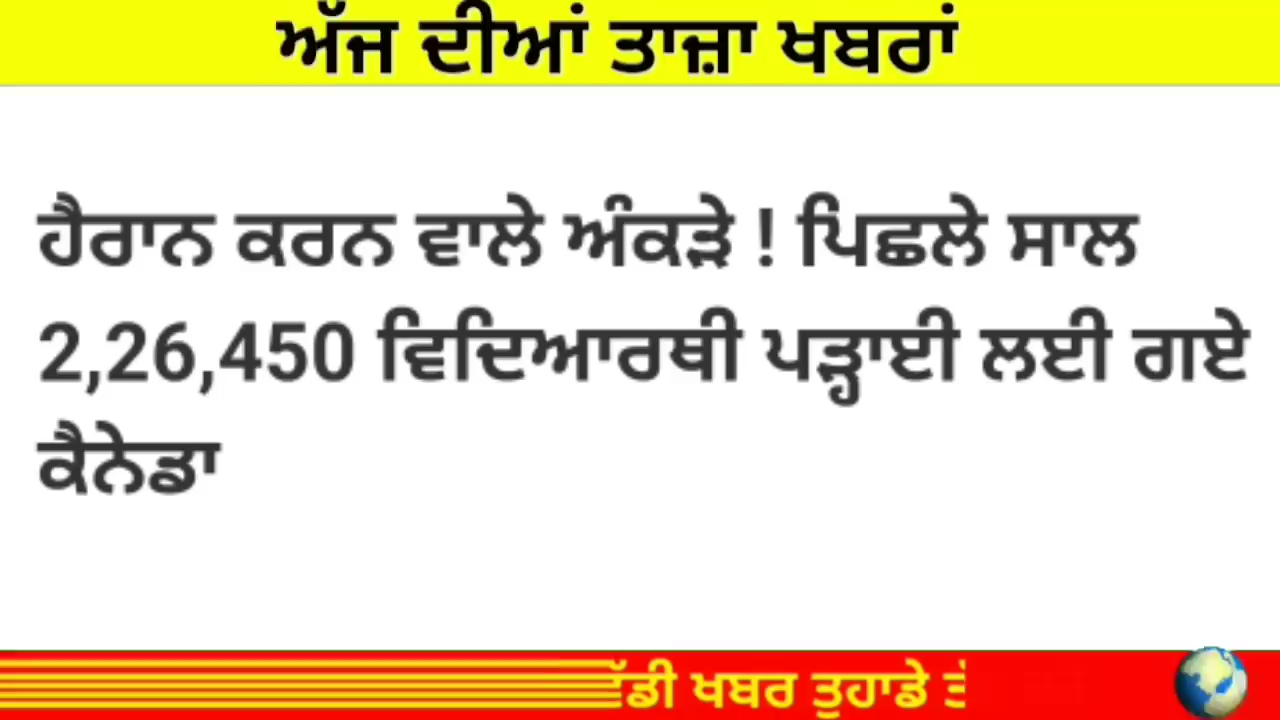 ਅੱਜ ਦੀਆਂ ਤਾਜ਼ਾ ਖਬਰਾਂ
ਹੈਰਾਨ ਕਰਨ ਵਾਲੇ ਅੰਕੜੇ ! ਪਿਛਲੇ ਸਾਲ
2,26,450 ਵਿਦਿਆਰਥੀ ਪੜ੍ਹਾਈ ਲਈ ਗਏ
ਕੈਨੇਡਾ
ਖਬਰ ਤੁਹਾਡੇ